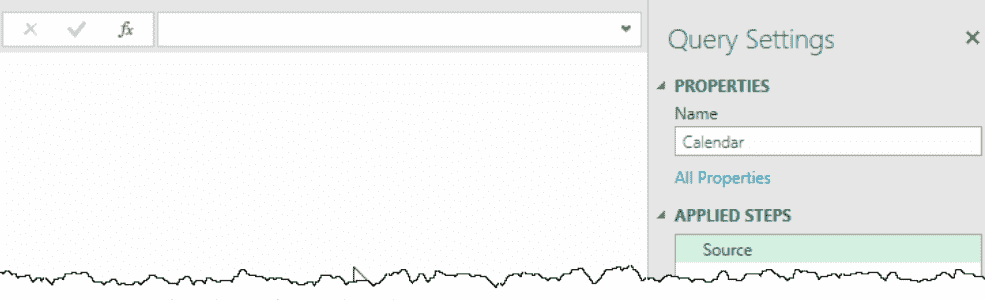 fx
Query Settings
PROPERTIES
Name
Calendar
All Properties
APPLIED STEPS
Source